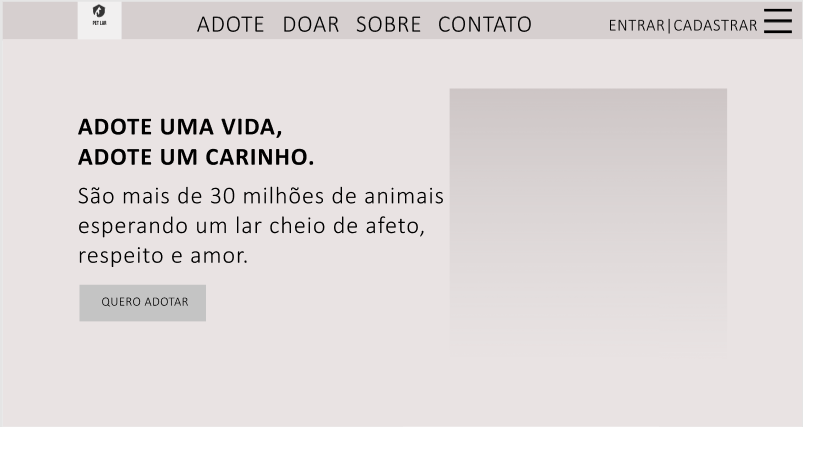 PET LAR
ADOTE DOAR SOBRE CONTATO
ENTRAR|CADASTRAR
ADOTE UMA VIDA,
ADOTE UM CARINHO.
São mais de 30 milhões de animais
esperando um lar cheio de afeto,
respeito e amor.
QUERO ADOTAR